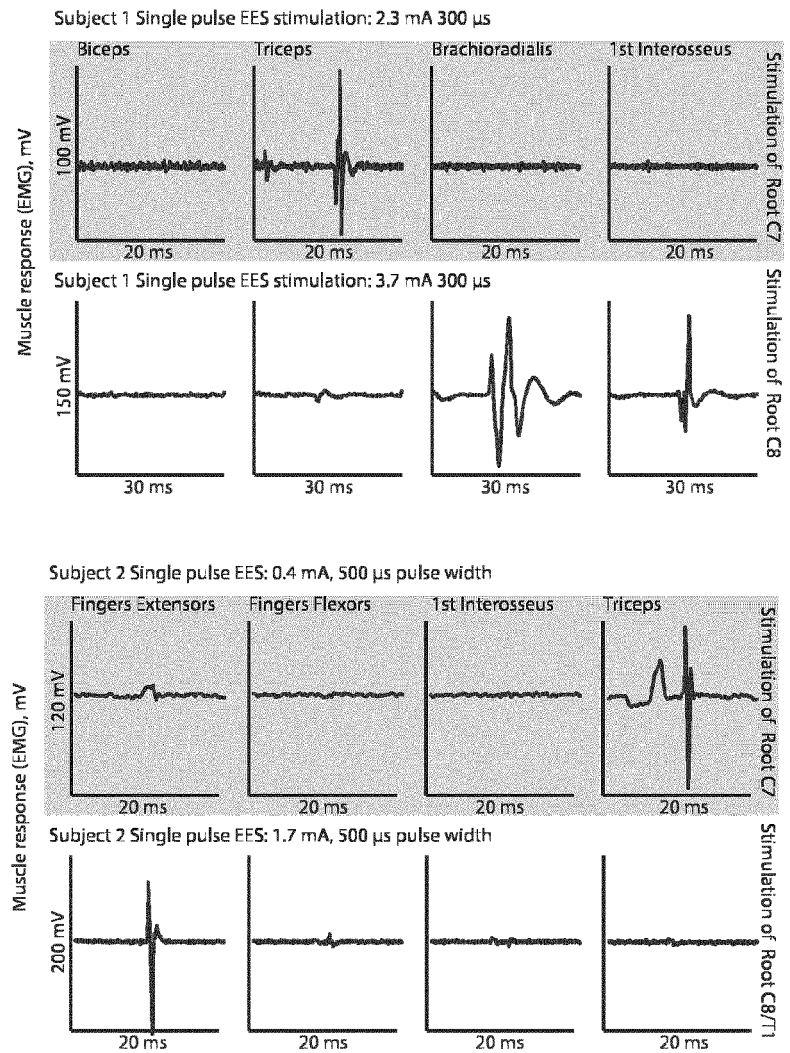 Subject 1 Single pulse EES stimulation: 2.3 mA 300 µs
Biceps Triceps Brachioradialis 1st Interosseus
Muscle response (EMG), mV
100 mV
20 ms 20 ms 20 ms 20 ms
Stimulation of Root C7
Subject 1 Single pulse EES stimulation: 3.7 mA 300 µs
150 mV
30 ms 30 ms 30 ms 30 ms
Stimulation of Root C8
Subject 2 Single pulse EES: 0.4 mA, 500 µs pulse width
Fingers Extensors Fingers Flexors 1st Interosseus Triceps
Muscle response (EMG), mV
120 mV
20 ms 20 ms 20 ms 20 ms
Stimulation of Root C7
Subject 2 Single pulse EES: 1.7 mA, 500 µs pulse width
200 mV
20 ms 20 ms 20 ms 20 ms
Stimulation of Root C8/T1